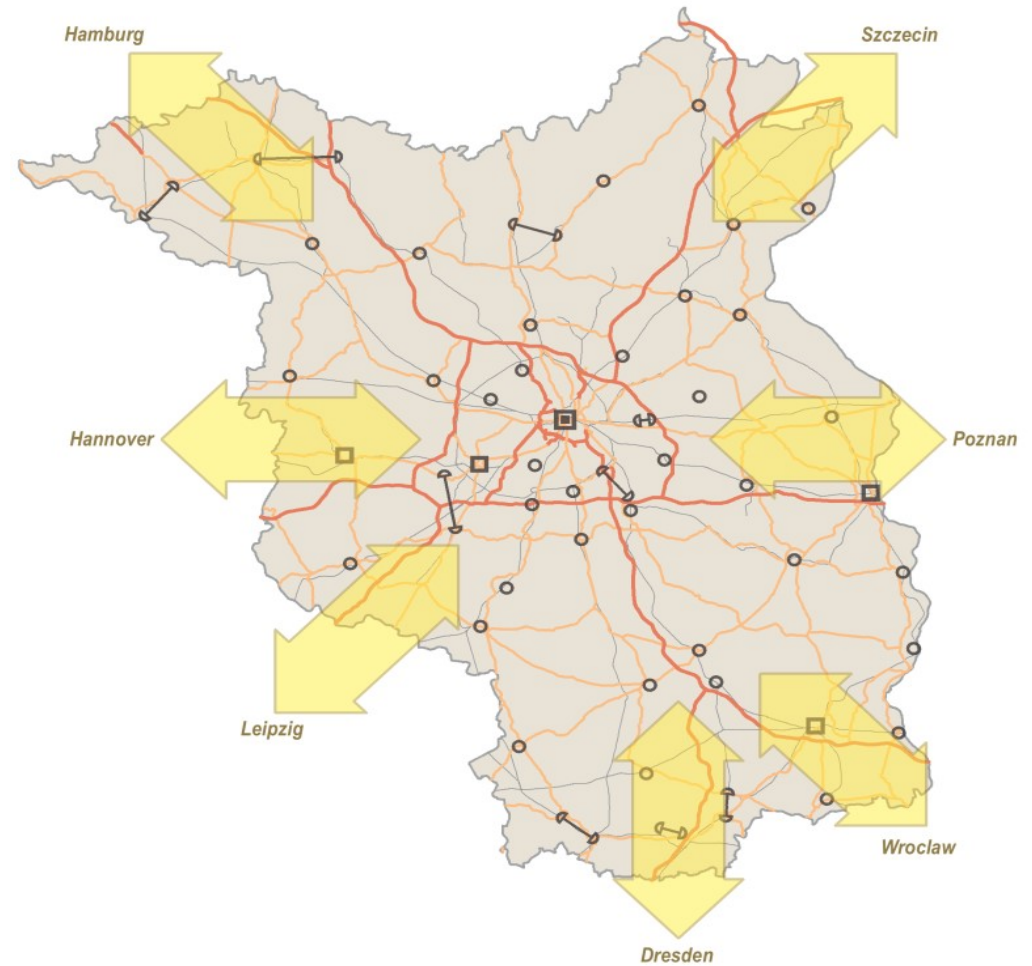 Hamburg
Szczecin
Hannover
Poznan
Leipzig
Wroclaw
Dresden